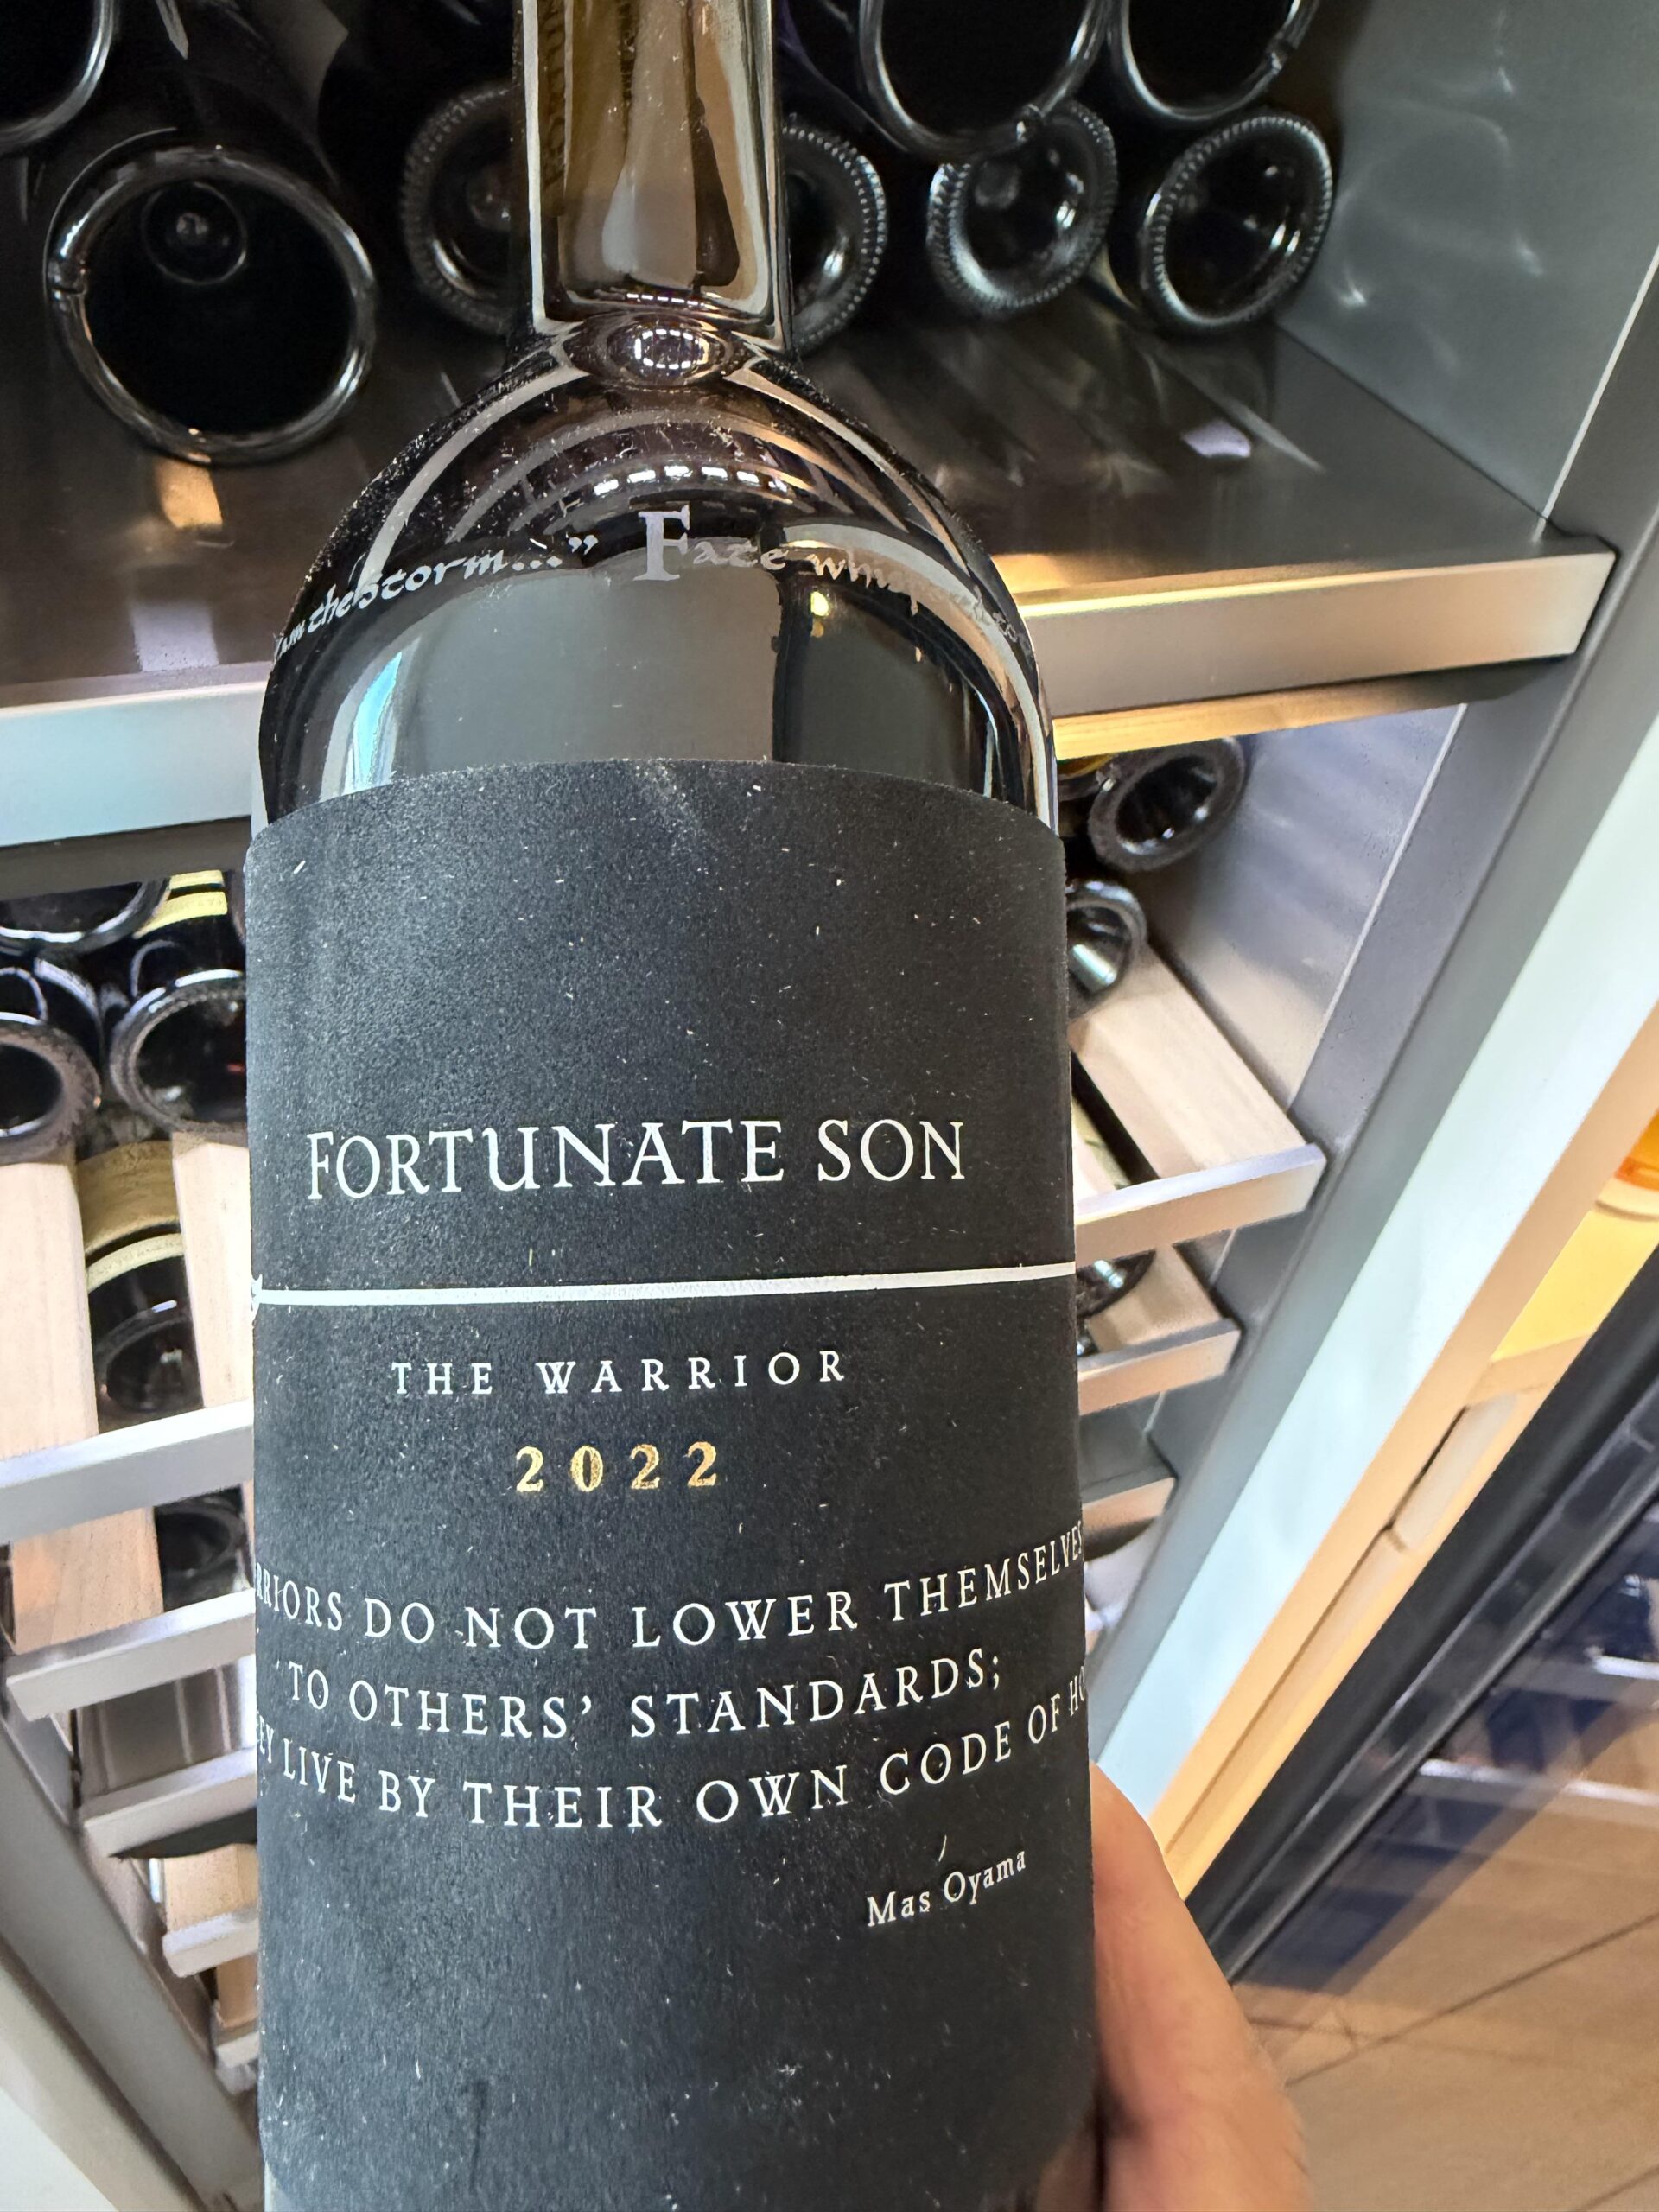 the storm..." Fate
FORTUNATE SON
THE WARRIOR
2022
DO NOT LOWER THEMSELVES
TO OTHERS' STANDARDS;
LIVE BY THEIR OWN CODE OF
Mas Oyama